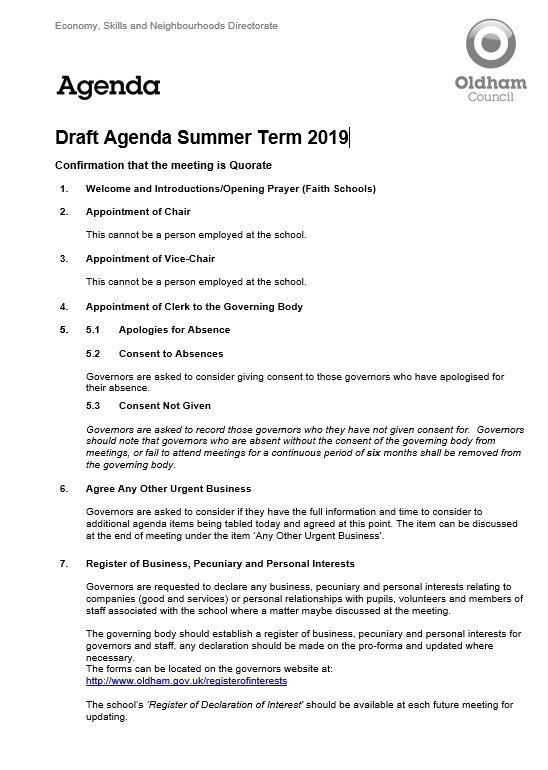 Economy, Skills and Neighbourhoods Directorate
Oldham
Council
Agenda
Draft Agenda Summer Term 2019
Confirmation that the meeting is Quorate
1. Welcome and Introductions/Opening Prayer (Faith Schools)
2. Appointment of Chair
This cannot be a person employed at the school.
3. Appointment of Vice-Chair
This cannot be a person employed at the school.
4. Appointment of Clerk to the Governing Body
5. 5.1 Apologies for Absence
5.2 Consent to Absences
Governors are asked to consider giving consent to those governors who have apologised for
their absence.
5.3 Consent Not Given
Governors are asked to record those governors who they have not given consent for. Governors
should note that governors who are absent without the consent of the governing body from
meetings, or fail to attend meetings for a continuous period of six months shall be removed from
the governing body.
6. Agree Any Other Urgent Business
Governors are asked to consider if they have the full information and time to consider to
additional agenda items being tabled today and agreed at this point. The item can be discussed
at the end of meeting under the item ‘Any Other Urgent Business’.
7. Register of Business, Pecuniary and Personal Interests
Governors are requested to declare any business, pecuniary and personal interests relating to
companies (good and services) or personal relationships with pupils, volunteers and members of
staff associated with the school where a matter maybe discussed at the meeting.
The governing body should establish a register of business, pecuniary and personal interests for
governors and staff, any declaration should be made on the pro-forma and updated where
necessary.
The forms can be located on the governors website at:
http://www.oldham.gov.uk/registerofinterests
The school’s ‘Register of Declaration of Interest’ should be available at each future meeting for
updating.